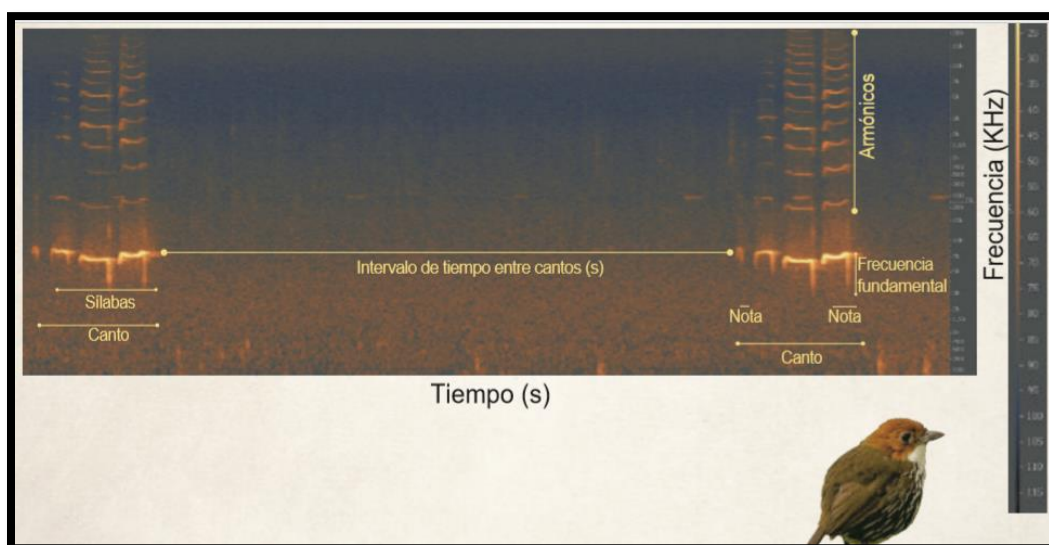 Armónicos
Frecuencia (KHz)
Intervalo de tiempo entre cantos (s)
Frecuencia
fundamental
Sílabas
Nota
Nota
Canto
Canto
Tiempo (s)